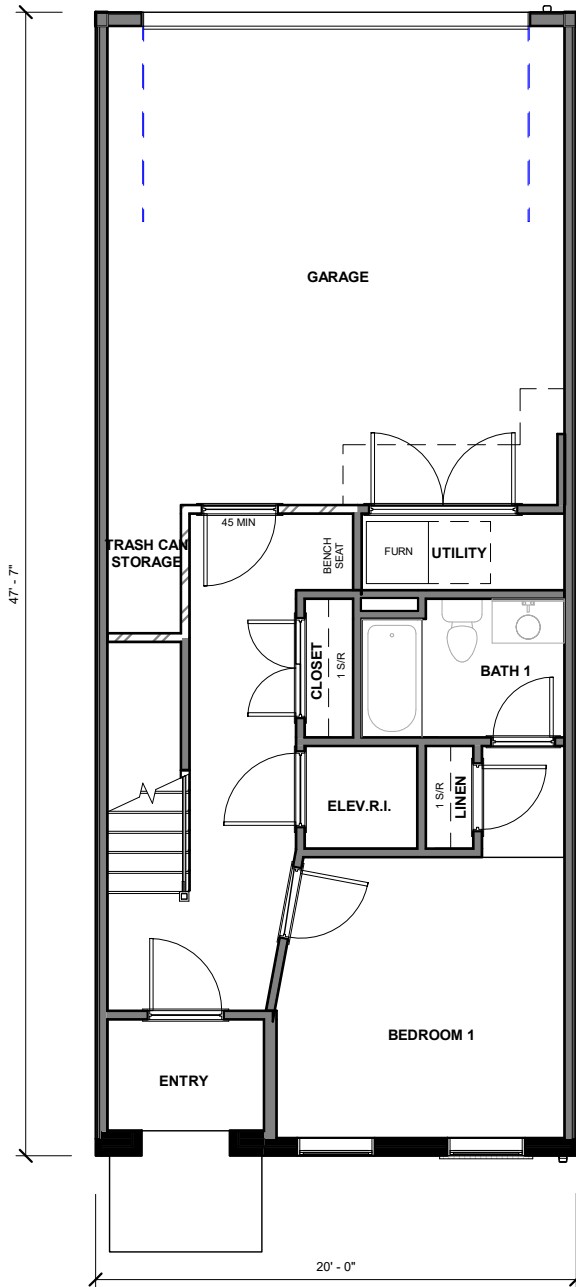 GARAGE
47' - 7"
45 MIN
TRASH CAN
STORAGE
BENCH
SEAT
FURN
UTILITY
CLOSET
1 S/R
BATH 1
ELEV.R.I.
1 S/R
LINEN
BEDROOM 1
ENTRY
20' - 0"